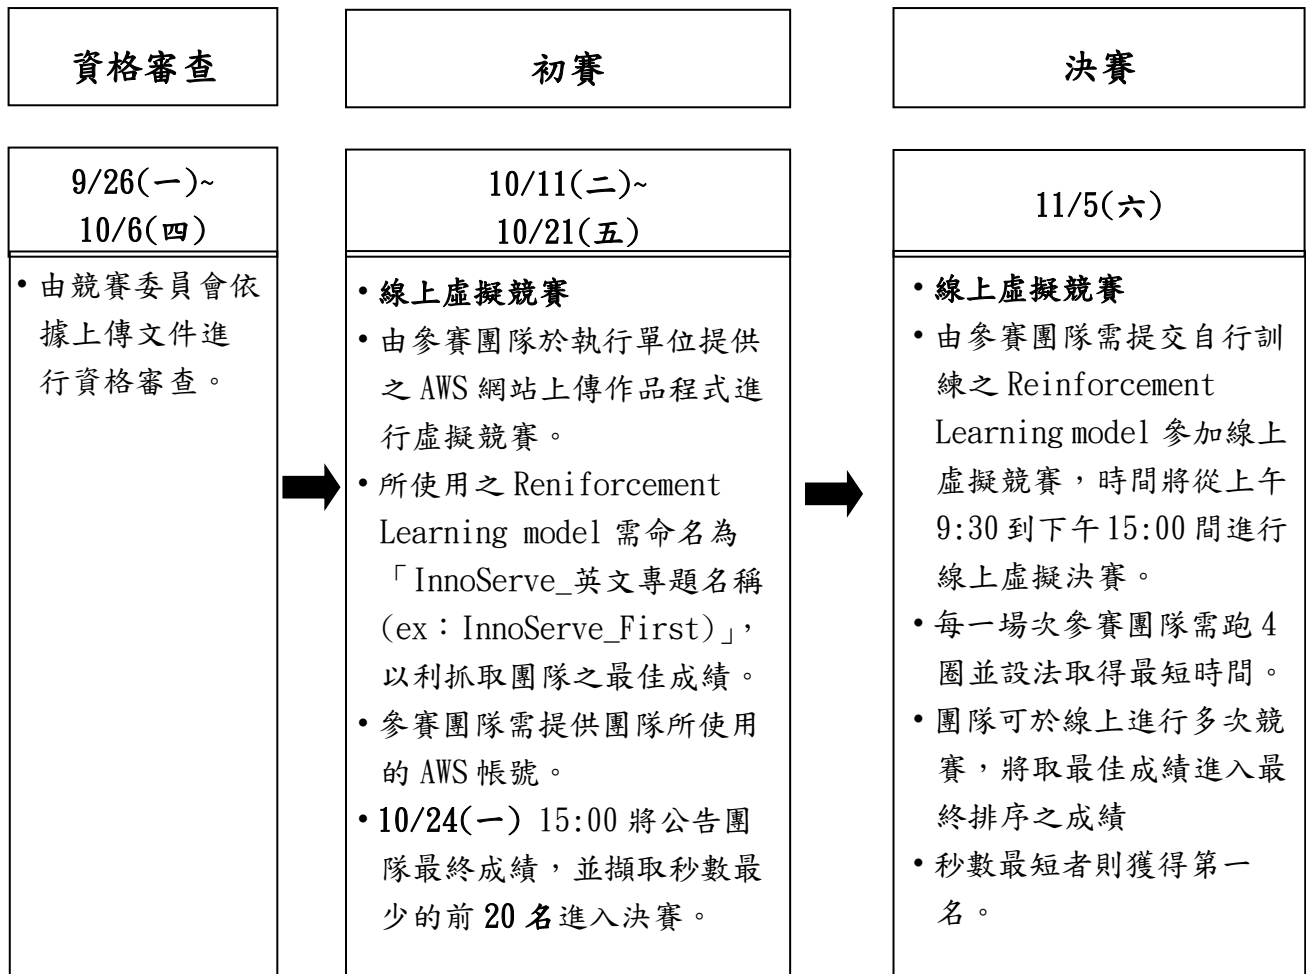 資格審查
9/26(一)~
10/6(四)
•由競賽委員會依
據上傳文件進
行資格審查。
初賽
10/11(二)~
10/21(五)
•線上虛擬競賽
•由參賽團隊於執行單位提供
之 AWS 網站上傳作品程式進
行虛擬競賽。
•所使用之 Reniforcement
Learning model 需命名為
「InnoServe_英文專題名稱
(ex：InnoServe_First)」，
以利抓取團隊之最佳成績。
•參賽團隊需提供團隊所使用
的 AWS 帳號。
•10/24(一) 15:00 將公告團
隊最終成績，並擷取秒數最
少的前 20 名進入決賽。
決賽
11/5(六)
•線上虛擬競賽
•由參賽團隊需提交自行訓
練之 Reinforcement
Learning model 參加線上
虛擬競賽，時間將從上午
9:30 到下午 15:00 間進行
線上虛擬決賽。
•每一場次參賽團隊需跑 4
圈並設法取得最短時間。
•團隊可於線上進行多次競
賽，將取最佳成績進入最
終排序之成績
•秒數最短者則獲得第一
名。